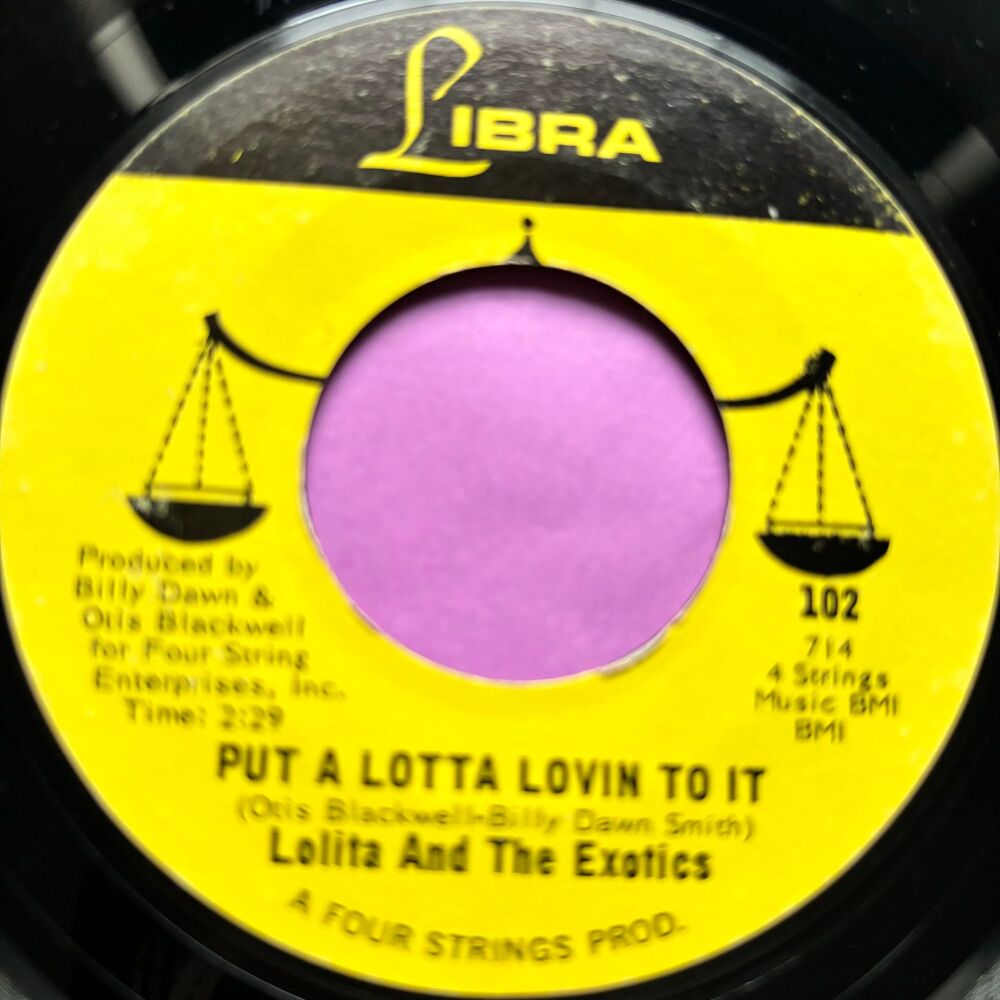 LIBRA
Produced by
Billy Dawn &
Otis Blackwell
for Four String
Enterprises, Inc.
Time: 2:29
102
714
4 Strings
Music BMI
BMI
PUT A LOTTA LOVIN TO IT
(Otis Blackwell-Billy Dawn Smith)
Lolita And The Exotics
A FOUR STRINGS PROD.